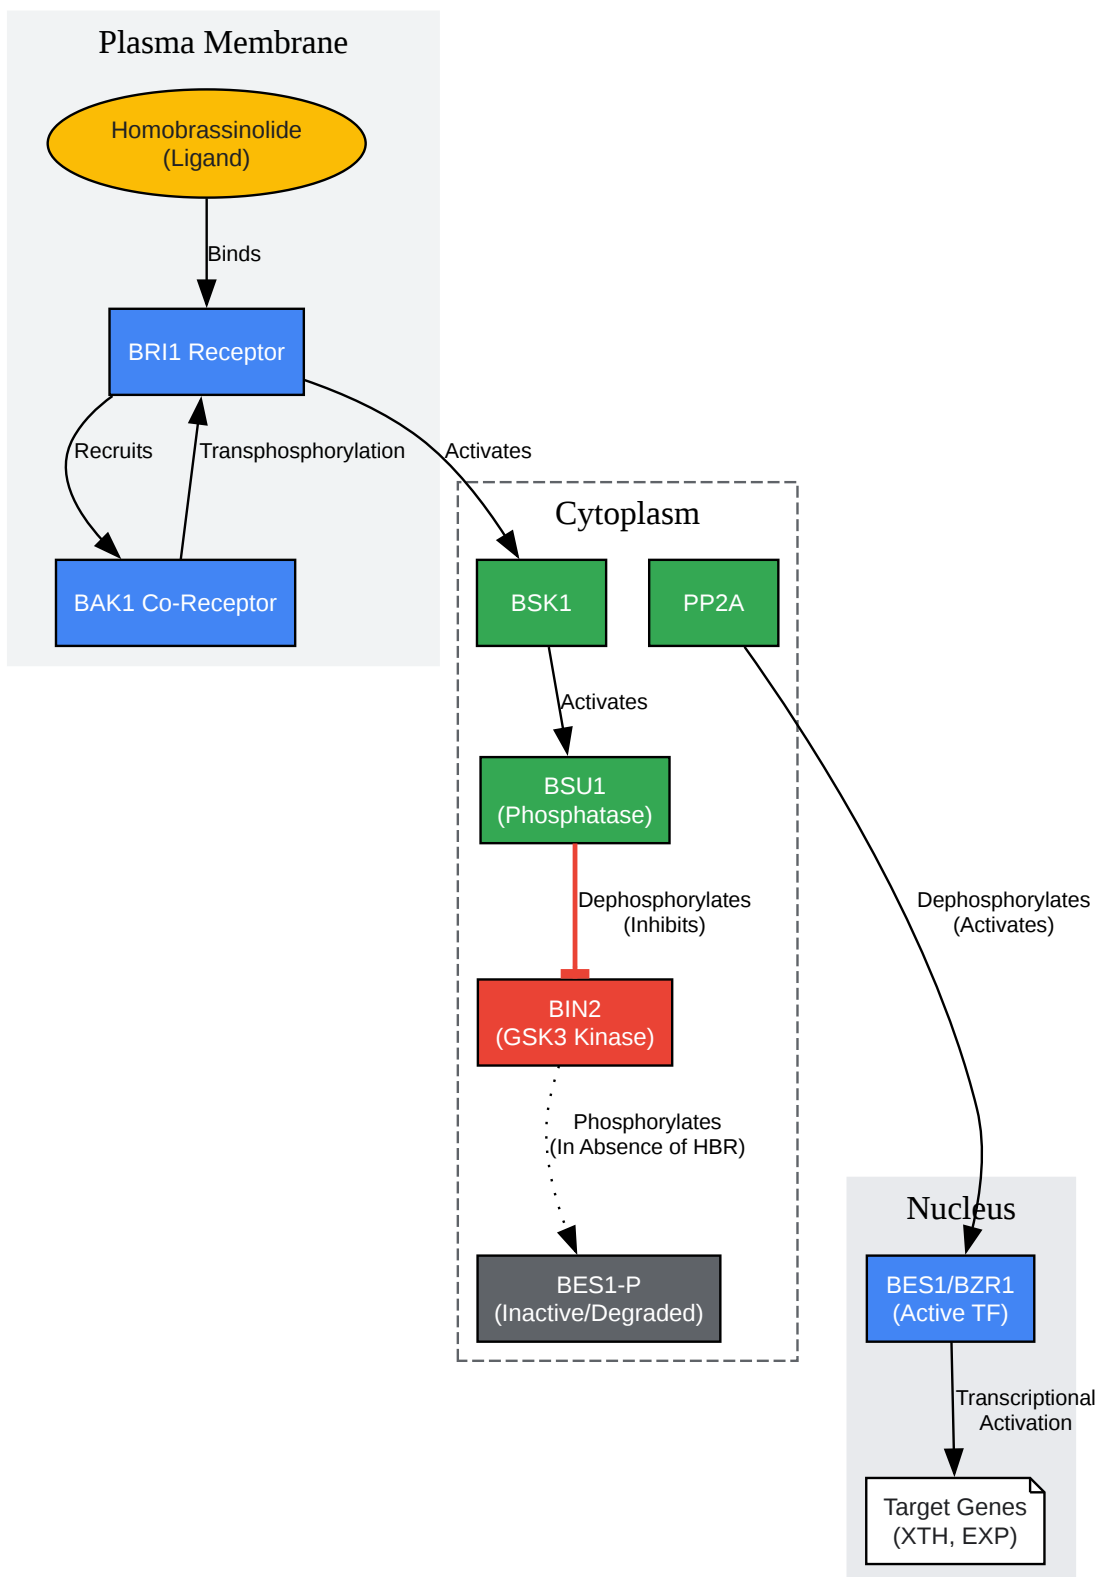 Plasma Membrane
Homobrassinolide
(Ligand)
Binds
BRI1 Receptor
Recruits
Transphosphorylation
Activates
BAK1 Co-Receptor
Cytoplasm
BSK1
PP2A
Activates
BSU1
(Phosphatase)
Dephosphorylates
(Inhibits)
Dephosphorylates
(Activates)
BIN2
(GSK3 Kinase)
Phosphorylates
(In Absence of HBR)
BES1-P
(Inactive/Degraded)
Nucleus
BES1/BZR1
(Active TF)
Transcriptional
Activation
Target Genes
(XTH, EXP)